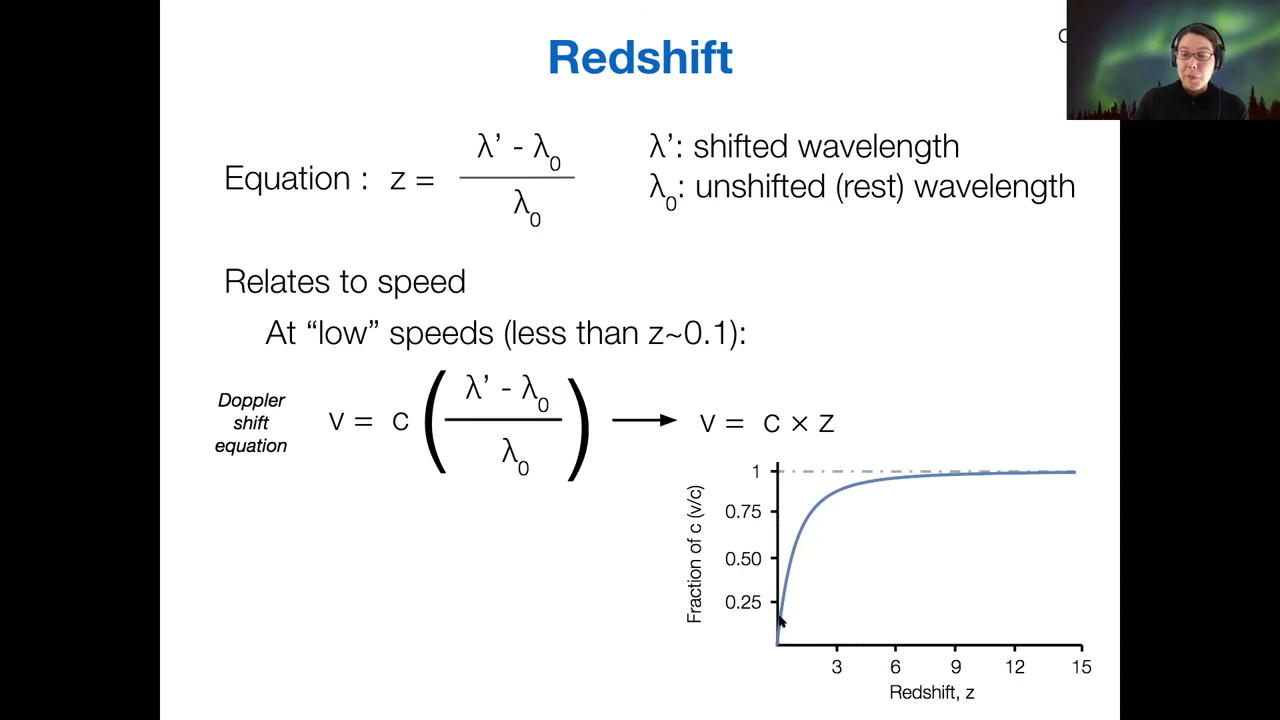 Redshift
Equation : z = λ’ - λ0 / λ0
λ’: shifted wavelength
λ0: unshifted (rest) wavelength
Relates to speed
At “low” speeds (less than z~0.1):
Doppler
shift
equation
v = c ( λ’ - λ0 / λ0 ) → v = c × z
Fraction of c (v/c)
1
0.75
0.50
0.25
3 6 9 12 15
Redshift, z